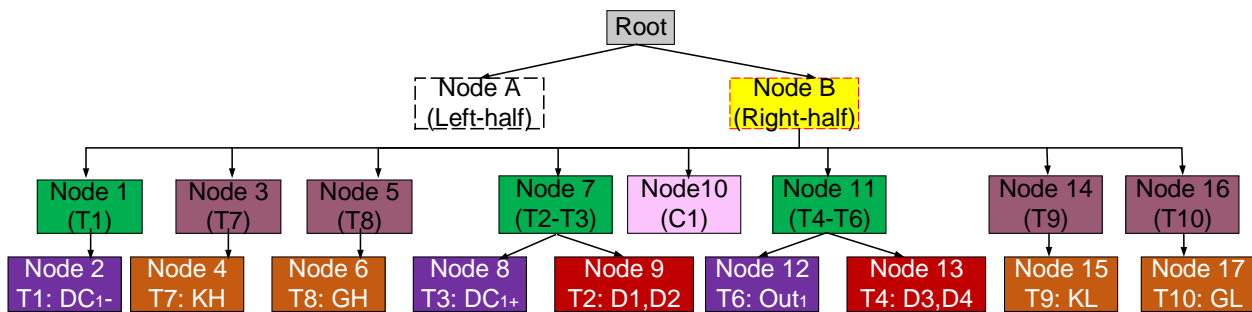 Root
Node A
(Left-half)
Node B
(Right-half)
Node 1
(T1)
Node 3
(T7)
Node 5
(T8)
Node 7
(T2-T3)
Node10
(C1)
Node 11
(T4-T6)
Node 14
(T9)
Node 16
(T10)
Node 2
T1: DC1-
Node 4
T7: KH
Node 6
T8: GH
Node 8
T3: DC1+
Node 9
T2: D1,D2
Node 12
T6: Out1
Node 13
T4: D3,D4
Node 15
T9: KL
Node 17
T10: GL